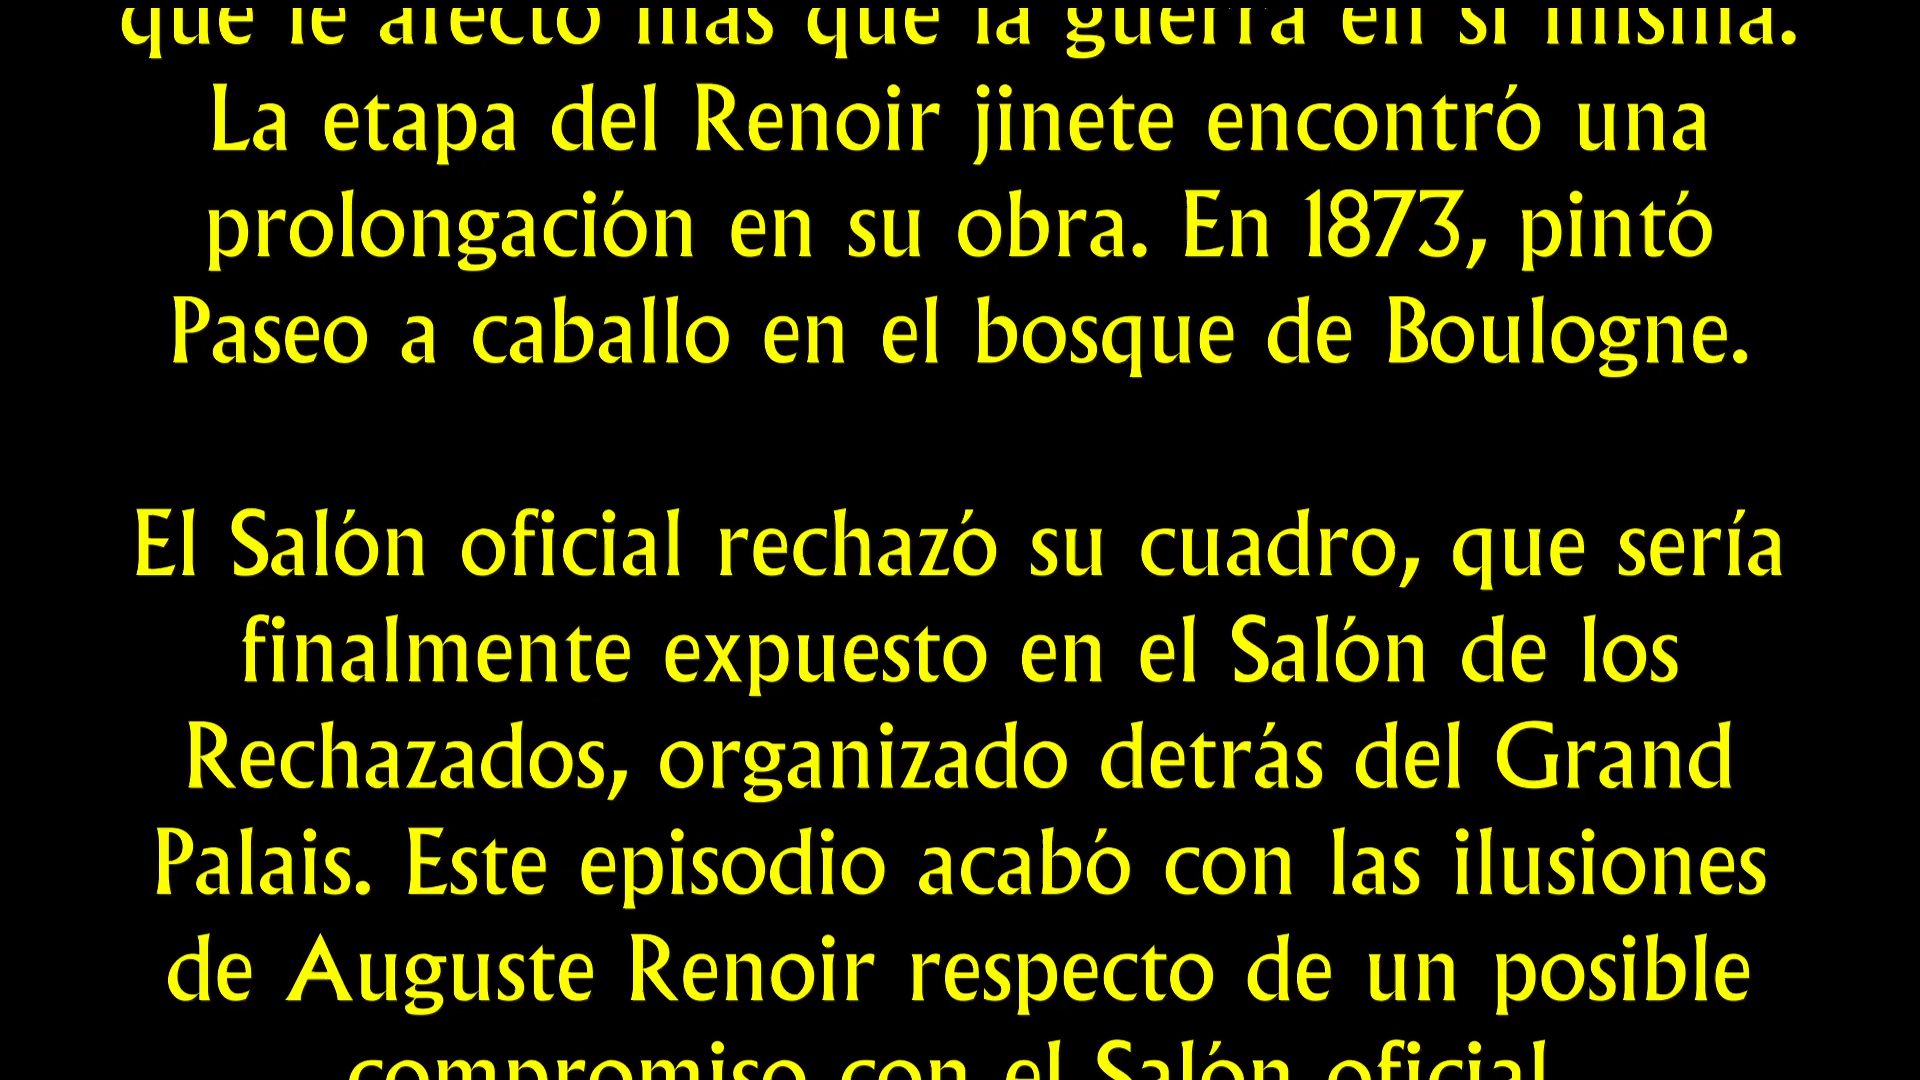 que le afectó más que la guerra en sí misma.
La etapa del Renoir jinete encontró una
prolongación en su obra. En 1873, pintó
Paseo a caballo en el bosque de Boulogne.
El Salón oficial rechazó su cuadro, que sería
finalmente expuesto en el Salón de los
Rechazados, organizado detrás del Grand
Palais. Este episodio acabó con las ilusiones
de Auguste Renoir respecto de un posible
compromiso con el Salón oficial